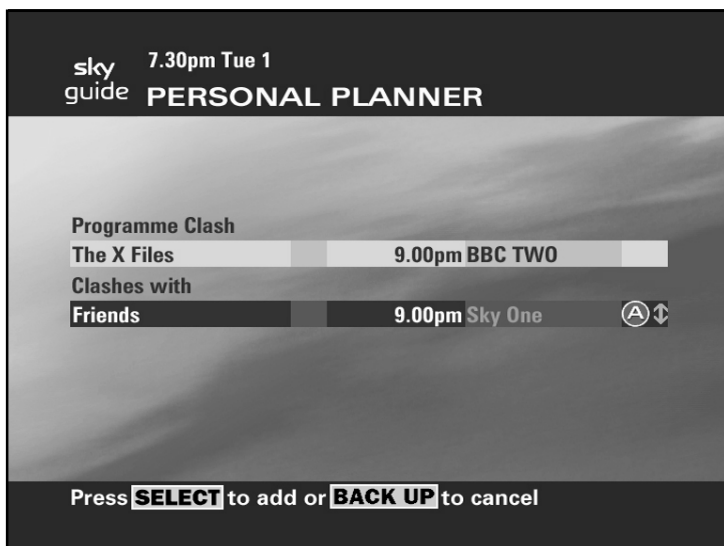 sky guide 7.30pm Tue 1
PERSONAL PLANNER
Programme Clash
The X Files 9.00pm BBC TWO
Clashes with
Friends 9.00pm Sky One A
Press SELECT to add or BACK UP to cancel